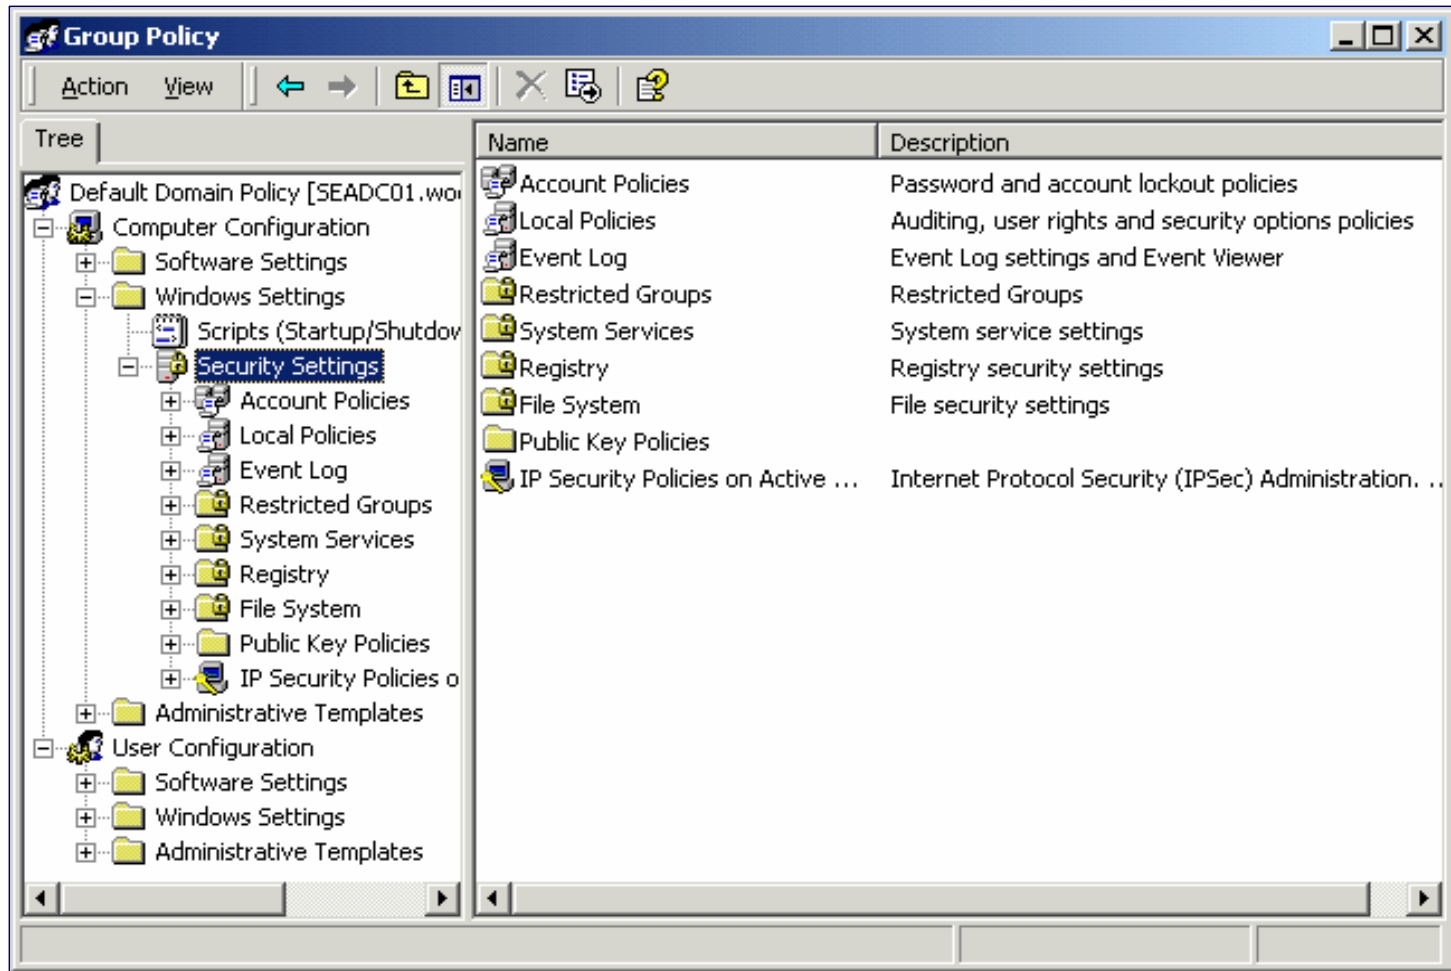 Group Policy
Action View
Tree
Name Description
Default Domain Policy [SEADC01.wo
Computer Configuration
Software Settings
Windows Settings
Scripts (Startup/Shutdov
Security Settings
Account Policies
Local Policies
Event Log
Restricted Groups
System Services
Registry
File System
Public Key Policies
IP Security Policies o
Administrative Templates
User Configuration
Software Settings
Windows Settings
Administrative Templates
Account Policies Password and account lockout policies
Local Policies Auditing, user rights and security options policies
Event Log Event Log settings and Event Viewer
Restricted Groups Restricted Groups
System Services System service settings
Registry Registry security settings
File System File security settings
Public Key Policies
IP Security Policies on Active ... Internet Protocol Security (IPSec) Administration. ..